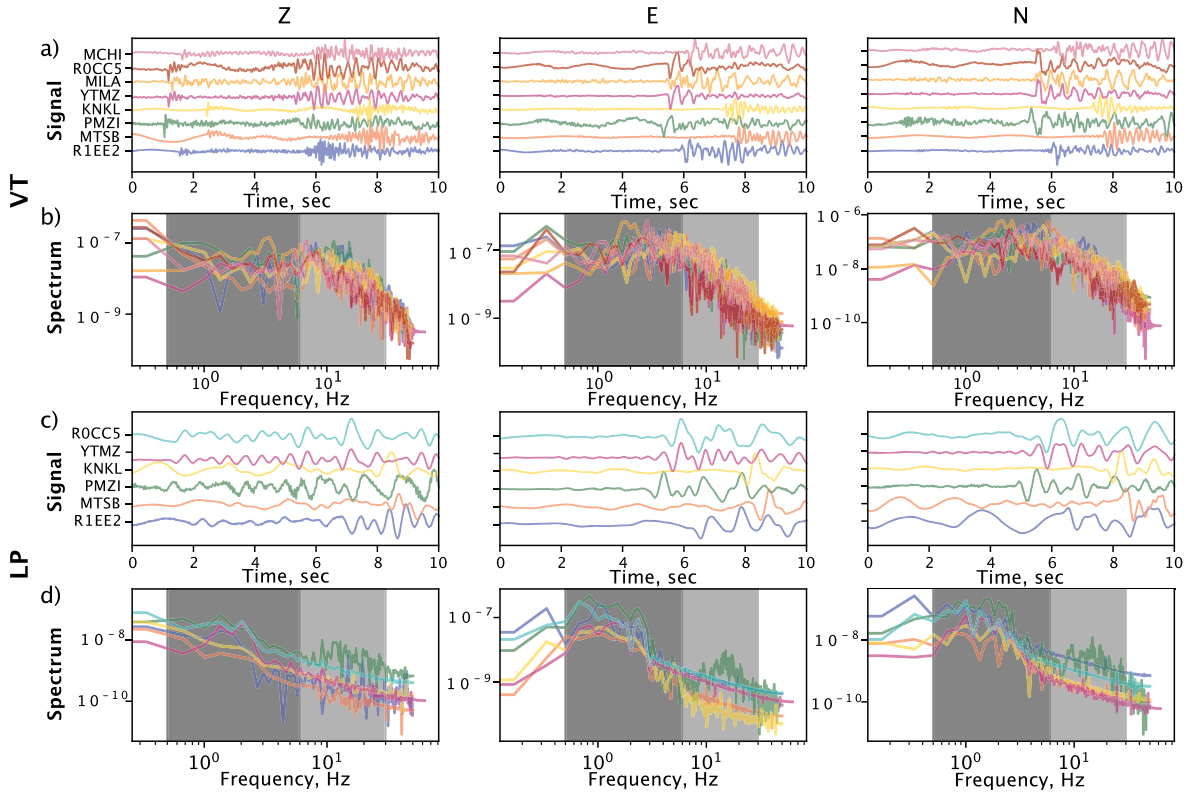 Z E N
VT
a)
Signal
MCHI
R0CC5
MILA
YTMZ
KNKL
PMZI
MTSB
R1EE2
0 2 4 6 8 10
Time, sec
0 2 4 6 8 10
Time, sec
0 2 4 6 8 10
Time, sec
b)
Spectrum
10⁻⁷
10⁻⁹
10⁰ 10¹
Frequency, Hz
10⁻⁷
10⁻⁹
10⁰ 10¹
Frequency, Hz
10⁻⁶
10⁻⁸
10⁻¹⁰
10⁰ 10¹
Frequency, Hz
LP
c)
Signal
R0CC5
YTMZ
KNKL
PMZI
MTSB
R1EE2
0 2 4 6 8 10
Time, sec
0 2 4 6 8 10
Time, sec
0 2 4 6 8 10
Time, sec
d)
Spectrum
10⁻⁸
10⁻¹⁰
10⁰ 10¹
Frequency, Hz
10⁻⁷
10⁻⁹
10⁰ 10¹
Frequency, Hz
10⁻⁸
10⁻¹⁰
10⁰ 10¹
Frequency, Hz